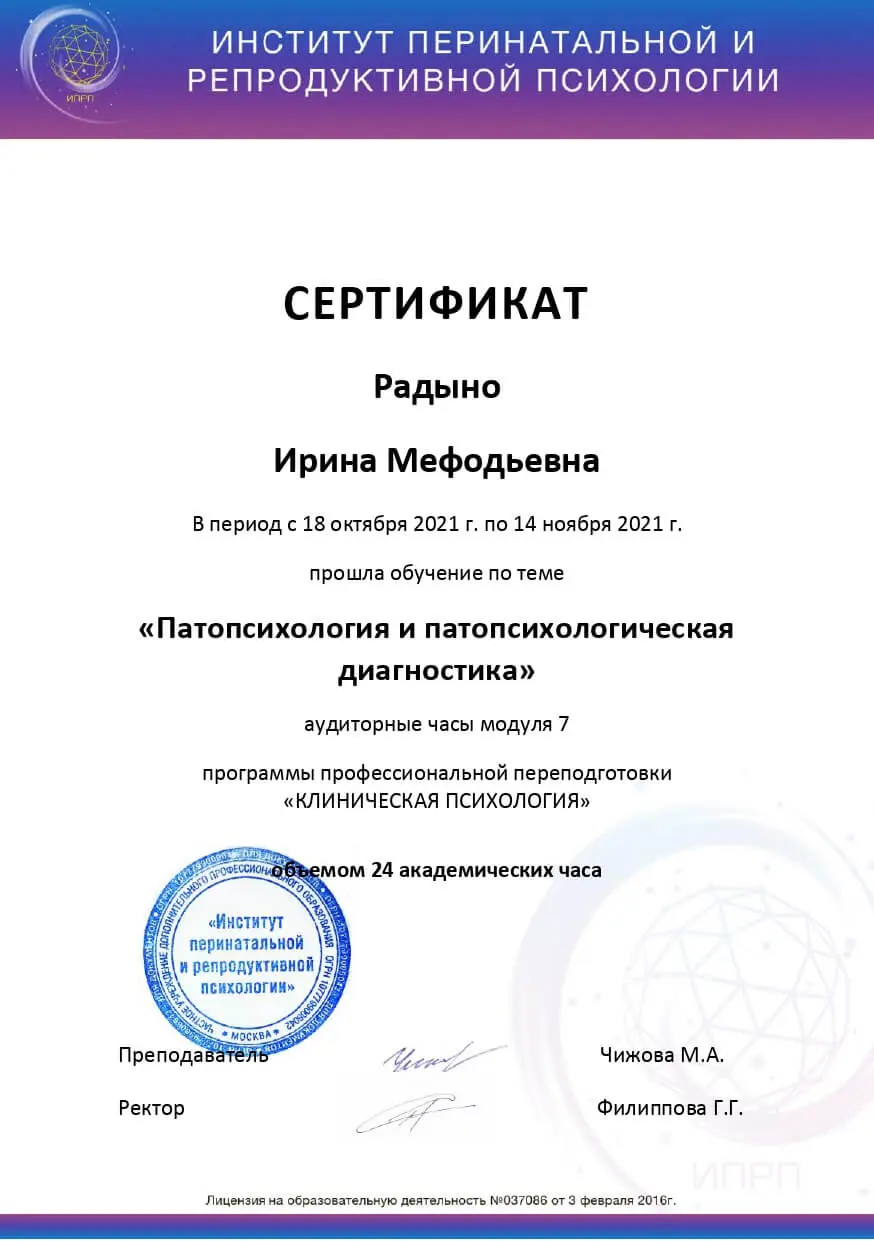 ИНСТИТУТ ПЕРИНАТАЛЬНОЙ И
РЕПРОДУКТИВНОЙ ПСИХОЛОГИИ
ИПРП
СЕРТИФИКАТ
Радыно
Ирина Мефодьевна
В период с 18 октября 2021 г. по 14 ноября 2021 г.
прошла обучение по теме
«Патопсихология и патопсихологическая
диагностика»
аудиторные часы модуля 7
программы профессиональной переподготовки
«КЛИНИЧЕСКАЯ ПСИХОЛОГИЯ»
объемом 24 академических часа
ЧАСТНОЕ УЧРЕЖДЕНИЕ ДОПОЛНИТЕЛЬНОГО ПРОФЕССИОНАЛЬНОГО ОБРАЗОВАНИЯ
«Институт
перинатальной
и репродуктивной
психологии»
МОСКВА
Преподаватель Чижова М.А.
Ректор Филиппова Г.Г.
ИПРП
Лицензия на образовательную деятельность №037086 от 3 февраля 2016г.